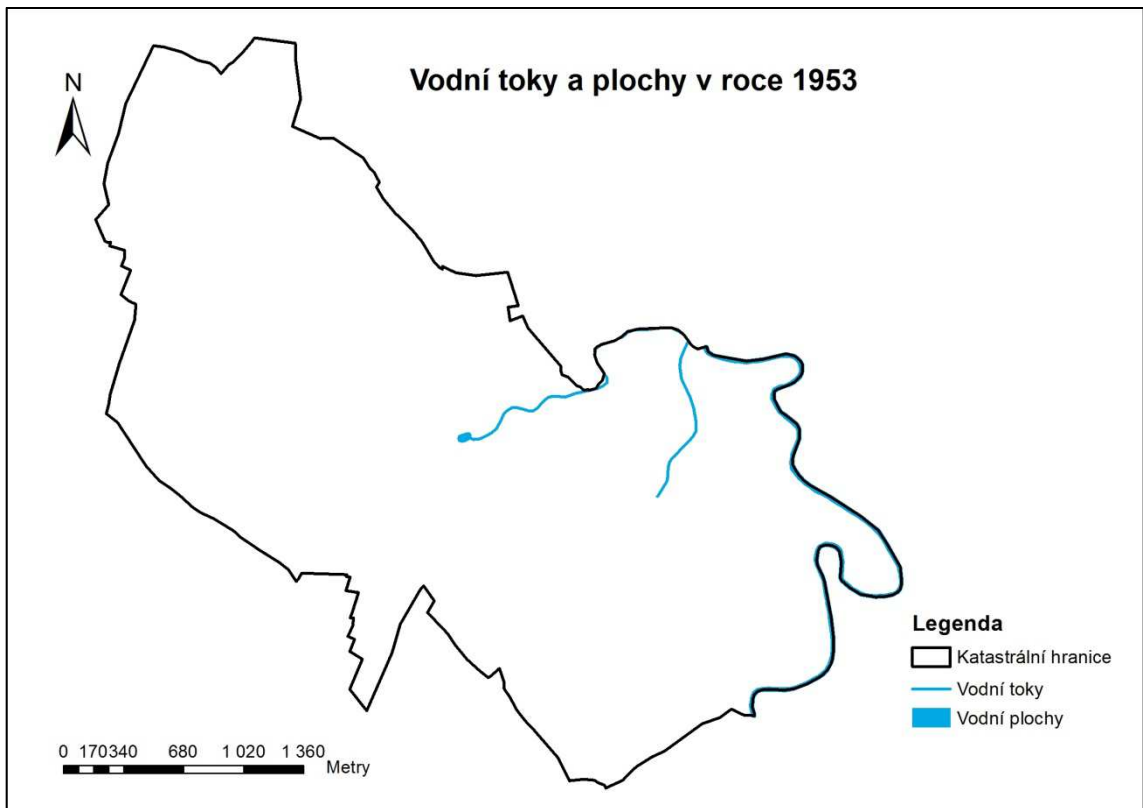 Vodní toky a plochy v roce 1953
N
Legenda
Katastrální hranice
Vodní toky
Vodní plochy
0 170340 680 1 020 1 360
Metry